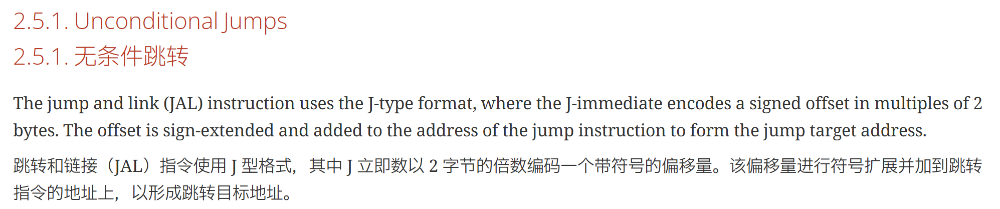 2.5.1. Unconditional Jumps
2.5.1. 无条件跳转
The jump and link (JAL) instruction uses the J-type format, where the J-immediate encodes a signed offset in multiples of 2
bytes. The offset is sign-extended and added to the address of the jump instruction to form the jump target address.
跳转和链接（JAL）指令使用 J 型格式，其中 J 立即数以 2 字节的倍数编码一个带符号的偏移量。该偏移量进行符号扩展并加到跳转
指令的地址上，以形成跳转目标地址。